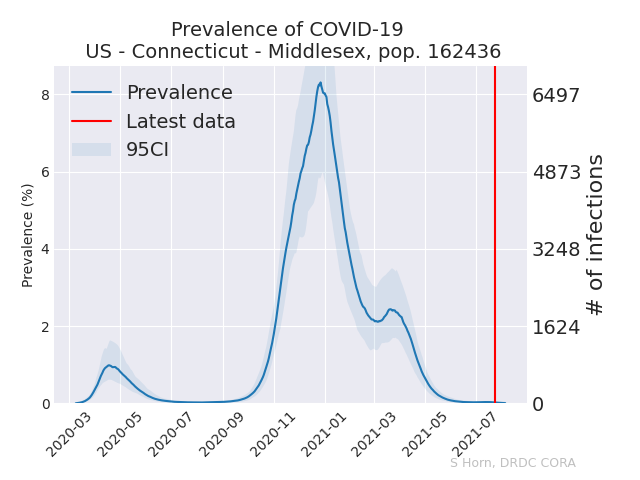 Prevalence of COVID-19
US - Connecticut - Middlesex, pop. 162436
Prevalence
Latest data
95CI
Prevalence (%)
8
6
4
2
0
6497
4873
3248
1624
0
# of infections
2020-03
2020-05
2020-07
2020-09
2020-11
2021-01
2021-03
2021-05
2021-07
S Horn, DRDC CORA